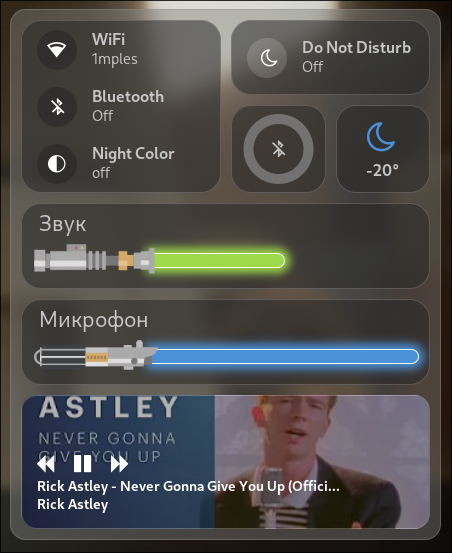 WiFi
1mples
Bluetooth
Off
Night Color
off
Do Not Disturb
Off
-20°
Звук
Микрофон
ASTLEY
NEVER GONNA
GIVE YOU UP
Rick Astley - Never Gonna Give You Up (Offici...
Rick Astley